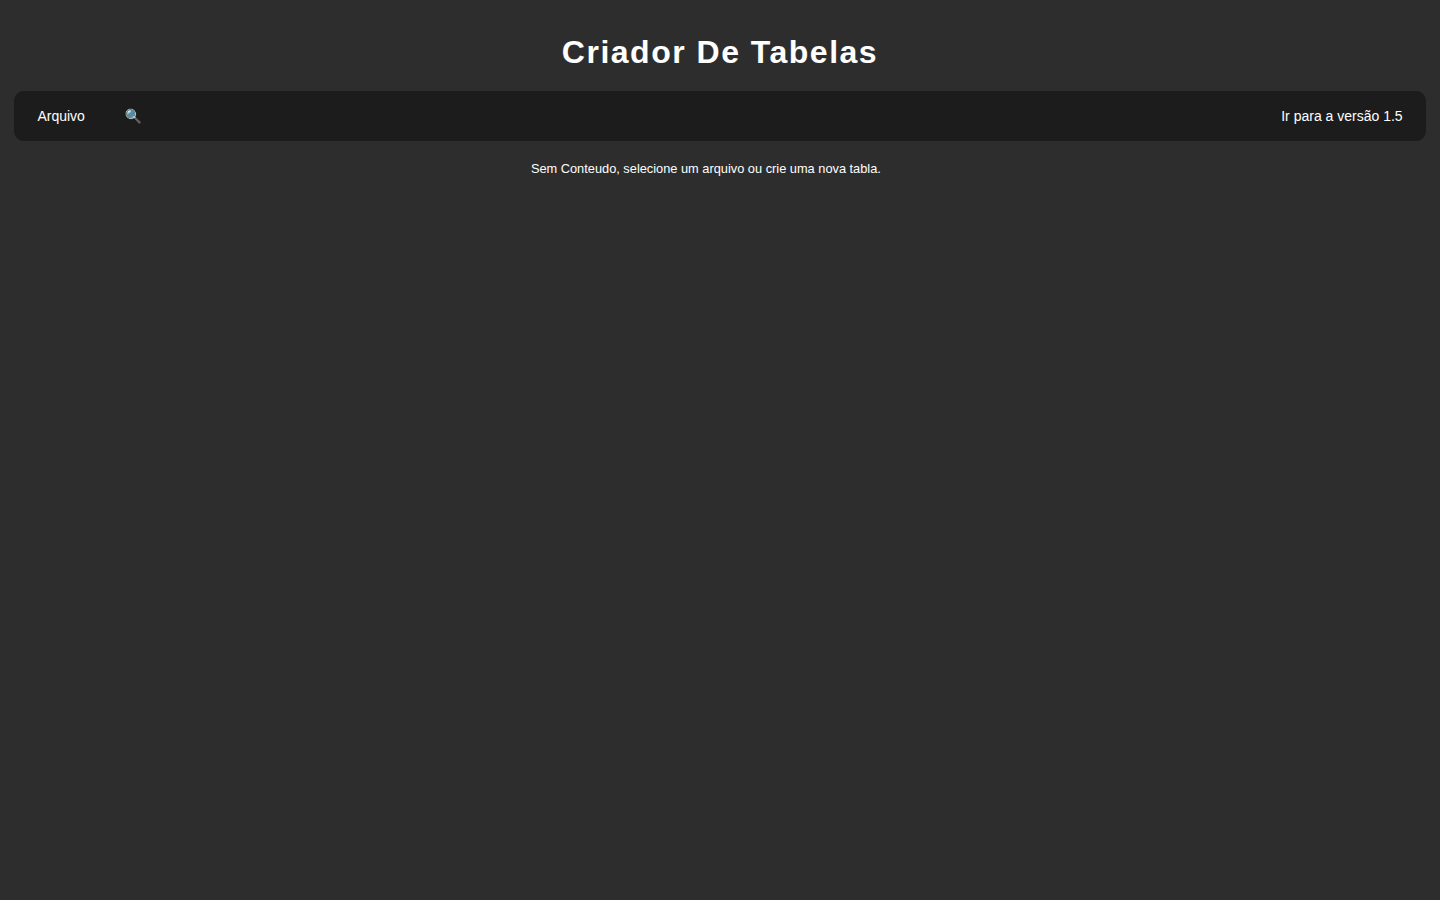 Criador De Tabelas
Arquivo 🔍 Ir para a versão 1.5
Sem Conteudo, selecione um arquivo ou crie uma nova tabla.